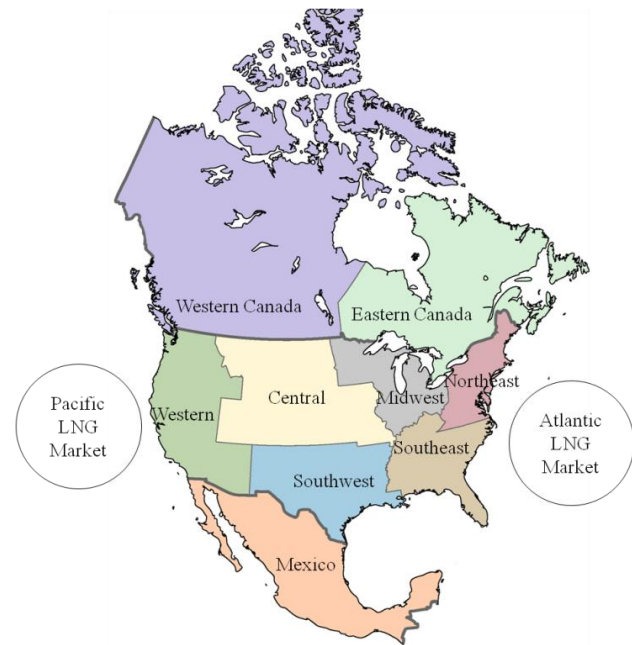 Western Canada
Eastern Canada
Northeast
Pacific
LNG
Market
Western
Central
Midwest
Atlantic
LNG
Market
Southeast
Southwest
Mexico